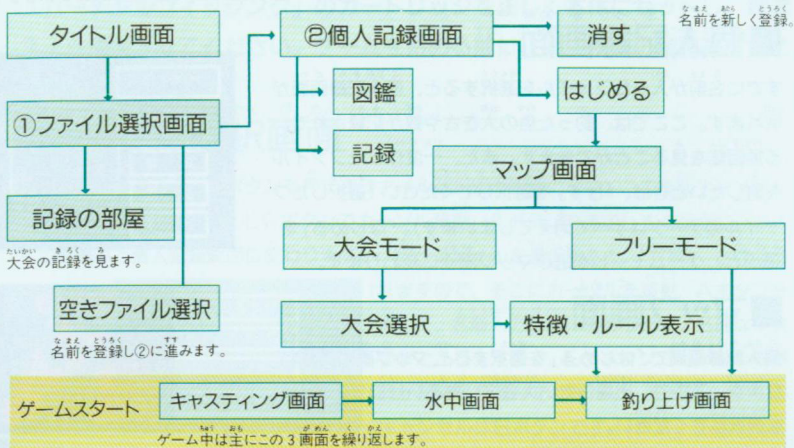 タイトル画面
①ファイル選択画面
記録の部屋
大会の記録を見ます。
空きファイル選択
名前を登録し②に進みます。
②個人記録画面
図鑑
記録
消す
名前を新しく登録。
はじめる
マップ画面
大会モード
フリーモード
大会選択
特徴・ルール表示
ゲームスタート
キャスティング画面
水中画面
釣り上げ画面
ゲーム中は主にこの3画面を繰り返します。